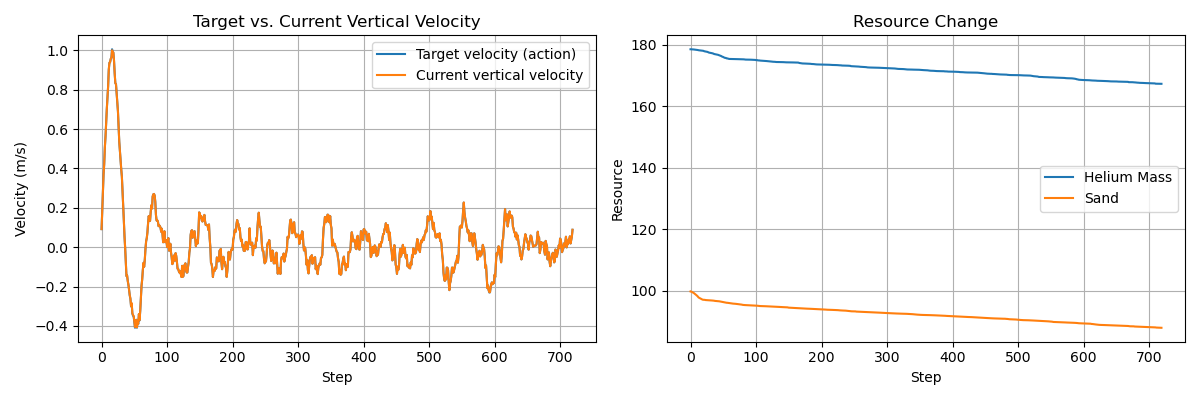 Target vs. Current Vertical Velocity
Target velocity (action)
Current vertical velocity
Velocity (m/s)
1.0
0.8
0.6
0.4
0.2
0.0
−0.2
−0.4
0 100 200 300 400 500 600 700
Step
Resource Change
Helium Mass
Sand
Resource
180
160
140
120
100
0 100 200 300 400 500 600 700
Step